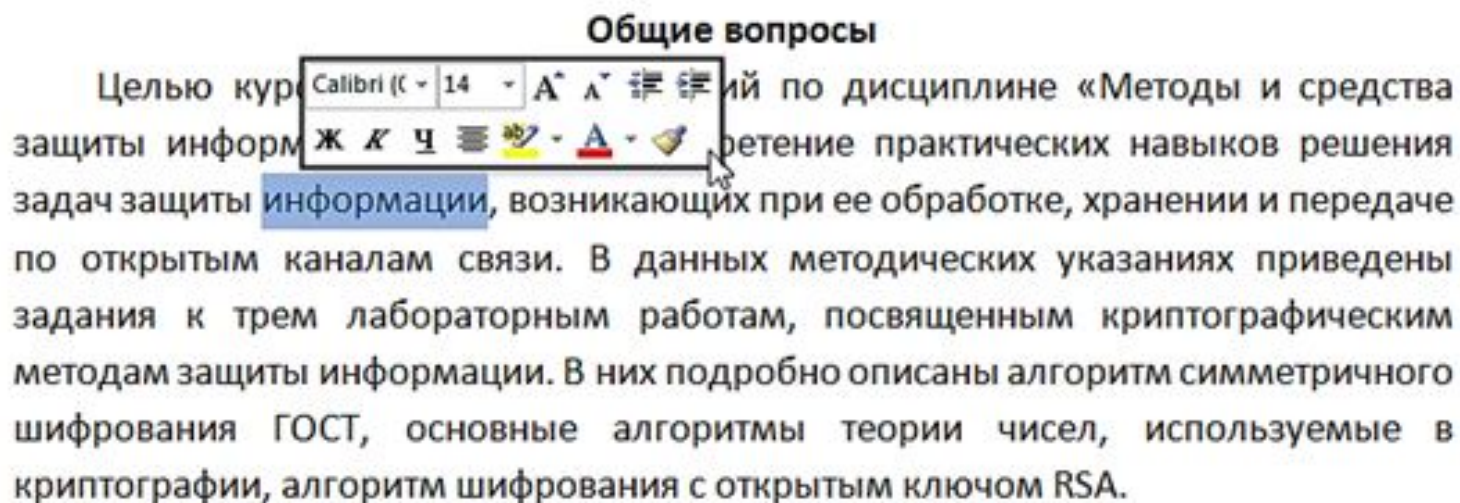 Общие вопросы
Целью кур Calibri (C 14 ий по дисциплине «Методы и средства
защиты информ Ж К Ч ретение практических навыков решения
задач защиты информации, возникающих при ее обработке, хранении и передаче
по открытым каналам связи. В данных методических указаниях приведены
задания к трем лабораторным работам, посвященным криптографическим
методам защиты информации. В них подробно описаны алгоритм симметричного
шифрования ГОСТ, основные алгоритмы теории чисел, используемые в
криптографии, алгоритм шифрования с открытым ключом RSA.